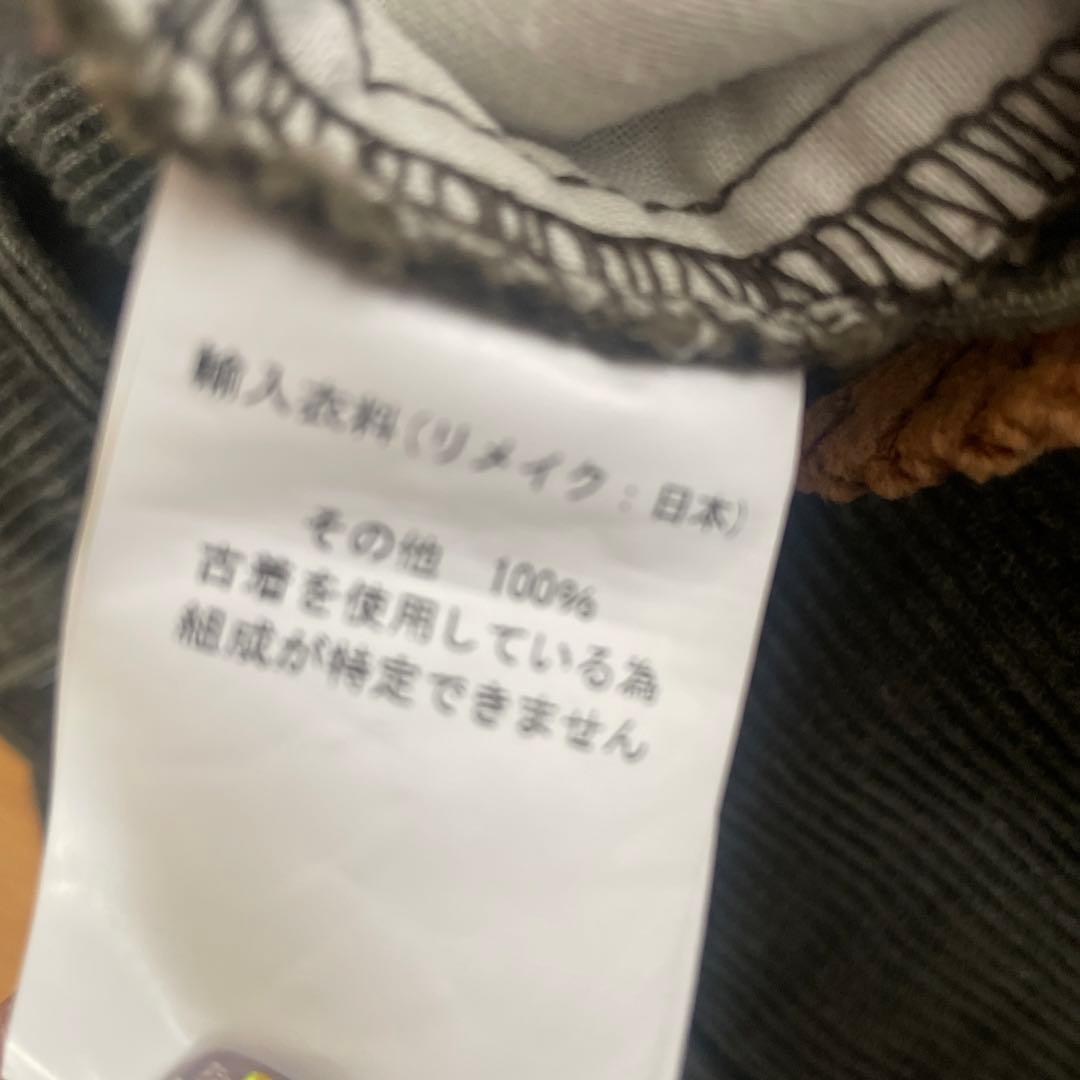 輸入衣料(リメイク:日本)
その他 100%
古着を使用している為
組成が特定できません